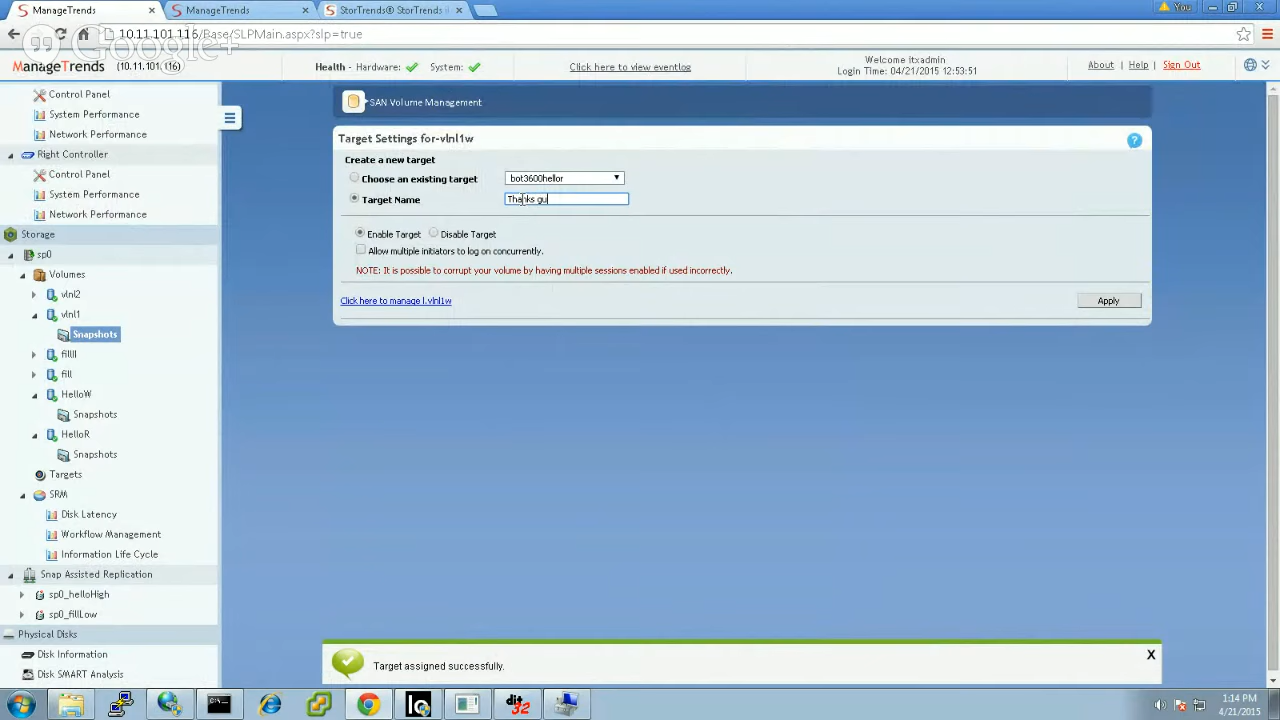 ManageTrends
ManageTrends
StorTrends® StorTrends i
You
10.11.101.116/Base/SLPMain.aspx?slp=true
Google+
ManageTrends (10.11.101.116)
Health - Hardware: System:
Click here to view eventlog
Welcome itxadmin
Login Time: 04/21/2015 12:53:51
About Help Sign Out
Control Panel
System Performance
Network Performance
Right Controller
Control Panel
System Performance
Network Performance
Storage
sp0
Volumes
vlnl2
vlnl1
Snapshots
fillII
fill
HelloW
Snapshots
HelloR
Snapshots
Targets
SRM
Disk Latency
Workflow Management
Information Life Cycle
Snap Assisted Replication
sp0_helloHigh
sp0_fillLow
Physical Disks
Disk Information
Disk SMART Analysis
SAN Volume Management
Target Settings for-vlnl1w
Create a new target
Choose an existing target bot3600hellor
Target Name Thanks gu
Enable Target Disable Target
Allow multiple initiators to log on concurrently.
NOTE: It is possible to corrupt your volume by having multiple sessions enabled if used incorrectly.
Click here to manage l.vlnl1w
Apply
Target assigned successfully.
X
1:14 PM
4/21/2015